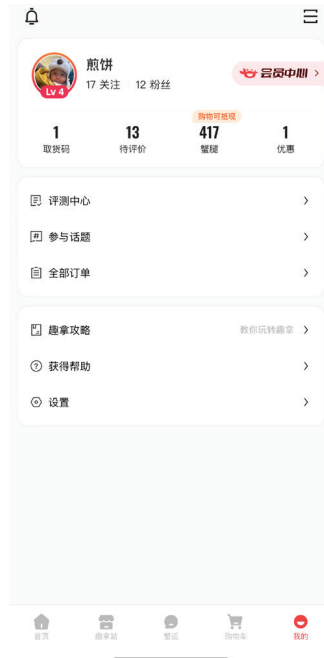 煎饼
17 关注 12 粉丝
Lv 4
会员中心
购物可抵现
1 13 417 1
取货码 待评价 蟹腿 优惠
评测中心
参与话题
全部订单
趣拿攻略 教你玩转趣拿
获得帮助
设置
首页 趣拿站 蟹逅 购物车 我的